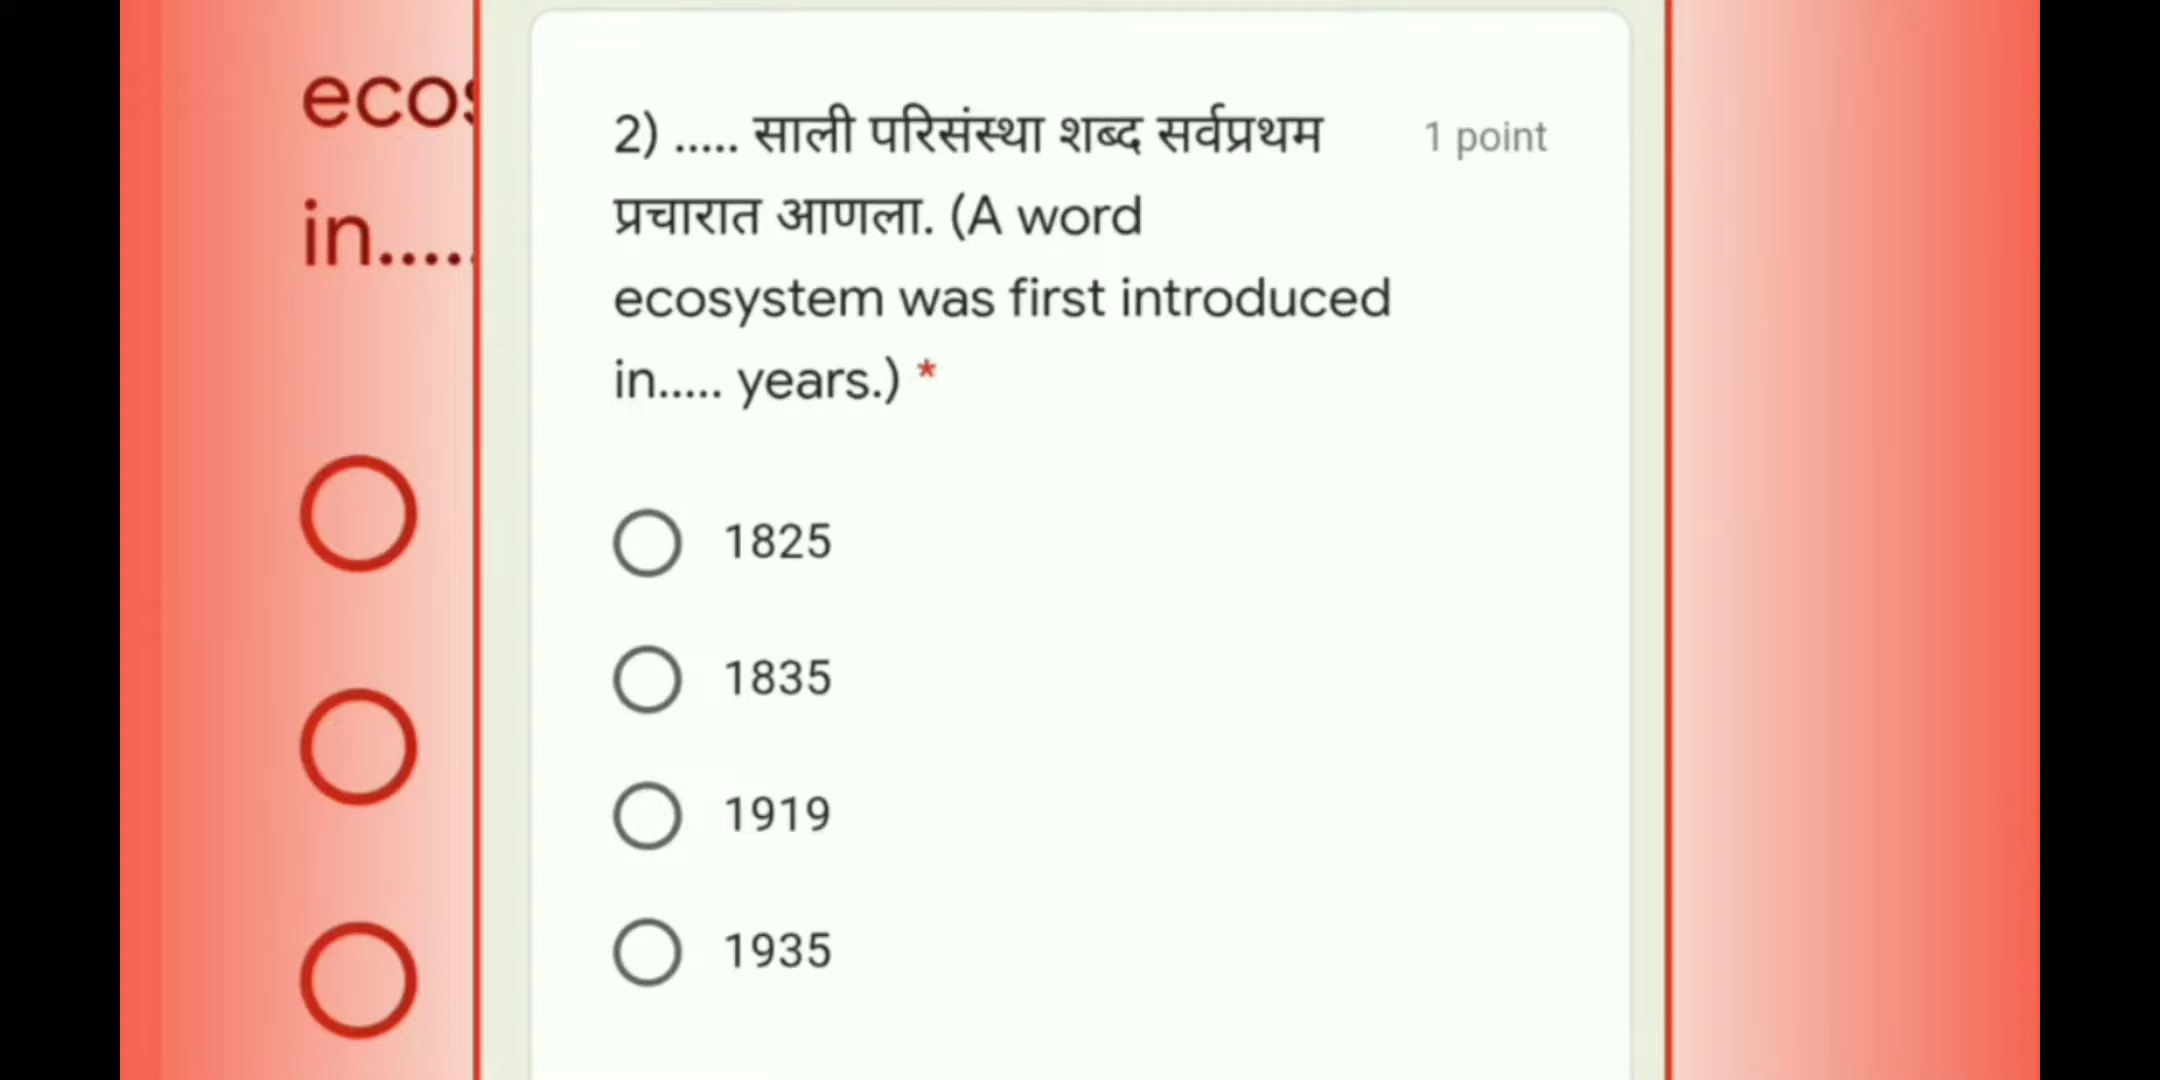 ecos
in.....
2) ..... साली परिसंस्था शब्द सर्वप्रथम
1 point
प्रचारात आणला. (A word
ecosystem was first introduced
in..... years.) *
1825
1835
1919
1935